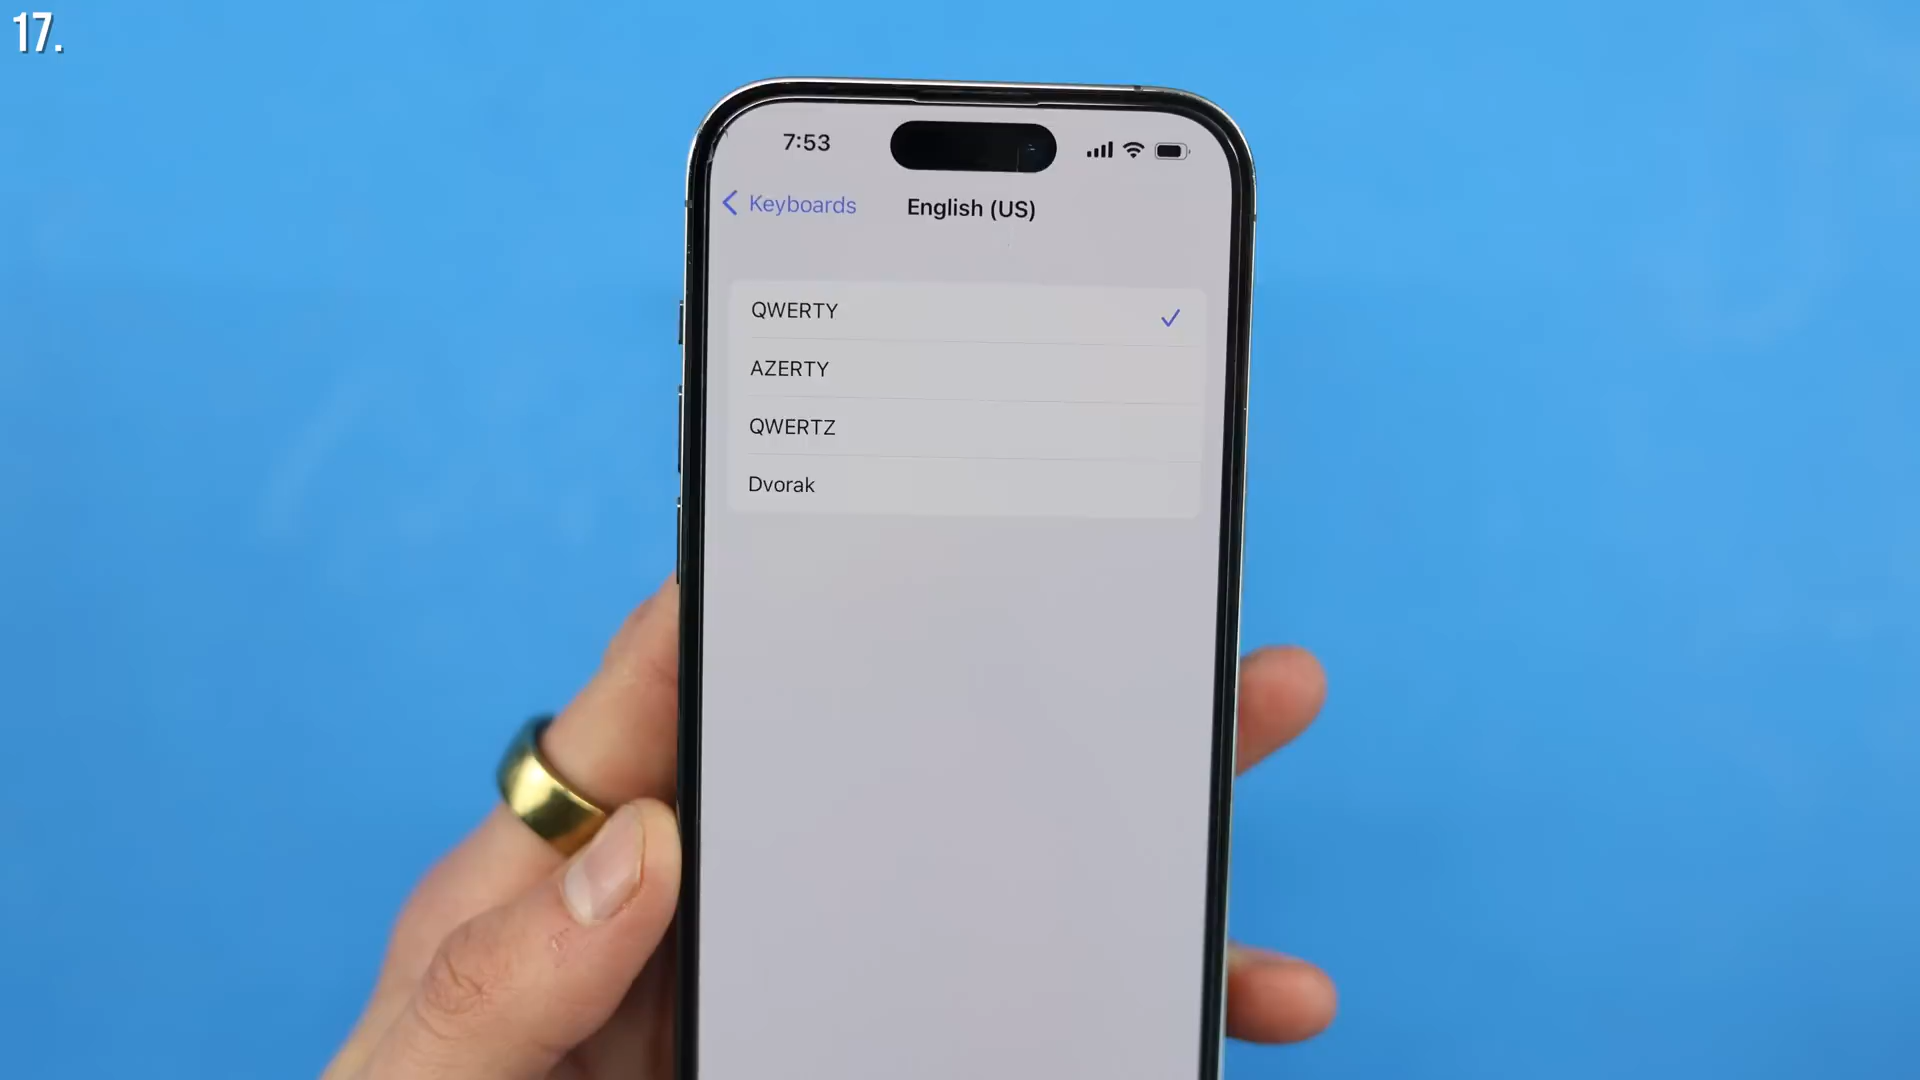 17.
7:53
Keyboards
English (US)
QWERTY
AZERTY
QWERTZ
Dvorak